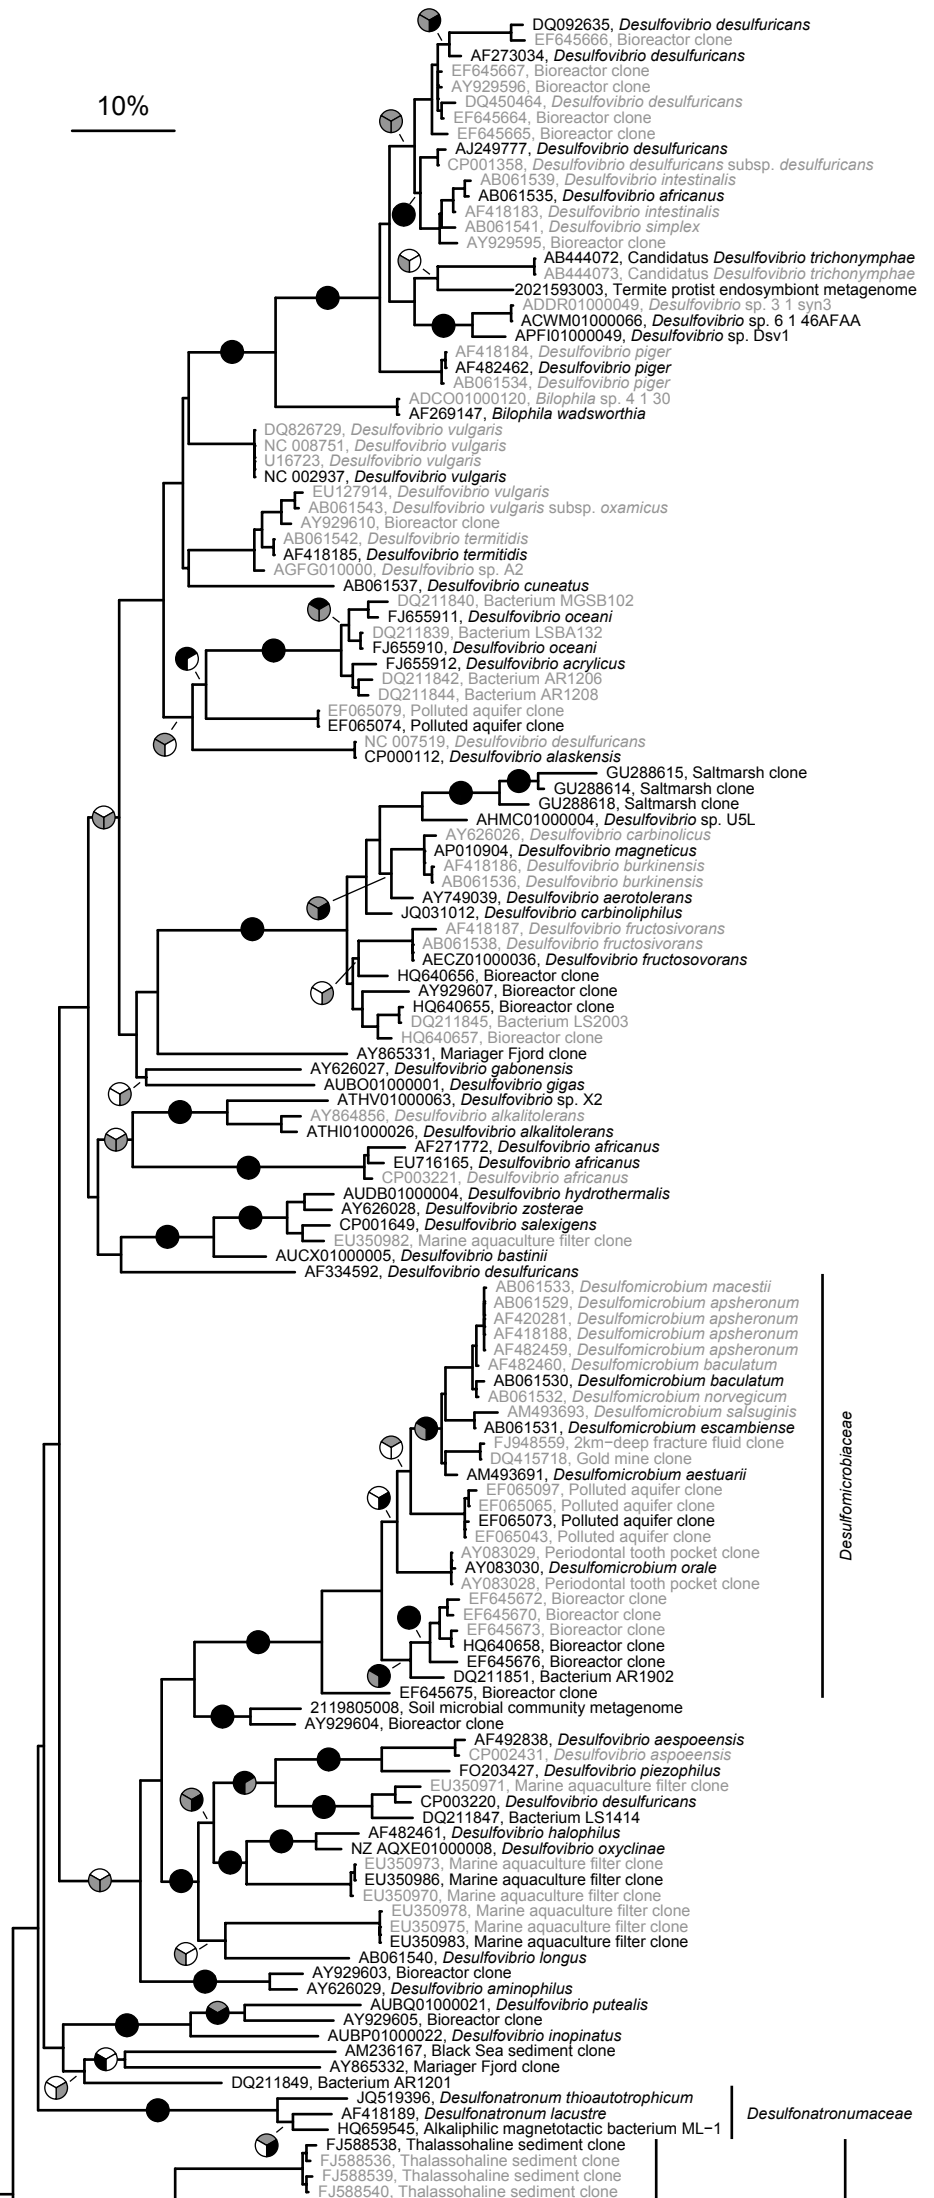 DQ092635, Desulfovibrio desulfuricans
EF645666, Bioreactor clone
AF273034, Desulfovibrio desulfuricans
EF645667, Bioreactor clone
AY929596, Bioreactor clone
10%
DQ450464, Desulfovibrio desulfuricans
EF645664, Bioreactor clone
EF645665, Bioreactor clone
AJ249777, Desulfovibrio desulfuricans
CP001358, Desulfovibrio desulfuricans subsp. desulfuricans
AB061539, Desulfovibrio intestinalis
AB061535, Desulfovibrio africanus
AF418183, Desulfovibrio intestinalis
AB061541, Desulfovibrio simplex
AY929595, Bioreactor clone
AB444072, Candidatus Desulfovibrio trichonymphae
AB444073, Candidatus Desulfovibrio trichonymphae
2021593003, Termite protist endosymbiont metagenome
ADDR01000049, Desulfovibrio sp. 3 1 syn3
ACWM01000066, Desulfovibrio sp. 6 1 46AFAA
APFI01000049, Desulfovibrio sp. Dsv1
AF418184, Desulfovibrio piger
AF482462, Desulfovibrio piger
AB061534, Desulfovibrio piger
ADCO01000120, Bilophila sp. 4 1 30
AF269147, Bilophila wadsworthia
DQ826729, Desulfovibrio vulgaris
NC 008751, Desulfovibrio vulgaris
U16723, Desulfovibrio vulgaris
NC 002937, Desulfovibrio vulgaris
EU127914, Desulfovibrio vulgaris
AB061543, Desulfovibrio vulgaris subsp. oxamicus
AY929610, Bioreactor clone
AB061542, Desulfovibrio termitidis
AF418185, Desulfovibrio termitidis
AGFG010000, Desulfovibrio sp. A2
AB061537, Desulfovibrio cuneatus
DQ211840, Bacterium MGSB102
FJ655911, Desulfovibrio oceani
DQ211839, Bacterium LSBA132
FJ655910, Desulfovibrio oceani
FJ655912, Desulfovibrio acrylicus
DQ211842, Bacterium AR1206
DQ211844, Bacterium AR1208
EF065079, Polluted aquifer clone
EF065074, Polluted aquifer clone
NC 007519, Desulfovibrio desulfuricans
CP000112, Desulfovibrio alaskensis
GU288615, Saltmarsh clone
GU288614, Saltmarsh clone
GU288618, Saltmarsh clone
AHMC01000004, Desulfovibrio sp. U5L
AY626026, Desulfovibrio carbinolicus
AP010904, Desulfovibrio magneticus
AF418186, Desulfovibrio burkinensis
AB061536, Desulfovibrio burkinensis
AY749039, Desulfovibrio aerotolerans
JQ031012, Desulfovibrio carbinoliphilus
AF418187, Desulfovibrio fructosivorans
AB061538, Desulfovibrio fructosivorans
AECZ01000036, Desulfovibrio fructosovorans
HQ640656, Bioreactor clone
AY929607, Bioreactor clone
HQ640655, Bioreactor clone
DQ211845, Bacterium LS2003
HQ640657, Bioreactor clone
AY865331, Mariager Fjord clone
AY626027, Desulfovibrio gabonensis
AUBO01000001, Desulfovibrio gigas
ATHV01000063, Desulfovibrio sp. X2
AY864856, Desulfovibrio alkalitolerans
ATHI01000026, Desulfovibrio alkalitolerans
AF271772, Desulfovibrio africanus
EU716165, Desulfovibrio africanus
CP003221, Desulfovibrio africanus
AUDB01000004, Desulfovibrio hydrothermalis
AY626028, Desulfovibrio zosterae
CP001649, Desulfovibrio salexigens
EU350982, Marine aquaculture filter clone
AUCX01000005, Desulfovibrio bastinii
AF334592, Desulfovibrio desulfuricans
AB061533, Desulfomicrobium macestii
AB061529, Desulfomicrobium apsheronum
AF420281, Desulfomicrobium apsheronum
AF418188, Desulfomicrobium apsheronum
AF482459, Desulfomicrobium apsheronum
AF482460, Desulfomicrobium baculatum
AB061530, Desulfomicrobium baculatum
AB061532, Desulfomicrobium norvegicum
AM493693, Desulfomicrobium salsuginis
AB061531, Desulfomicrobium escambiense
FJ948559, 2km−deep fracture fluid clone
DQ415718, Gold mine clone
AM493691, Desulfomicrobium aestuarii
EF065097, Polluted aquifer clone
EF065065, Polluted aquifer clone
EF065073, Polluted aquifer clone
EF065043, Polluted aquifer clone
Desulfomicrobiaceae
AY083029, Periodontal tooth pocket clone
AY083030, Desulfomicrobium orale
AY083028, Periodontal tooth pocket clone
EF645672, Bioreactor clone
EF645670, Bioreactor clone
EF645673, Bioreactor clone
HQ640658, Bioreactor clone
EF645676, Bioreactor clone
DQ211851, Bacterium AR1902
EF645675, Bioreactor clone
2119805008, Soil microbial community metagenome
AY929604, Bioreactor clone
AF492838, Desulfovibrio aespoeensis
CP002431, Desulfovibrio aspoeensis
FO203427, Desulfovibrio piezophilus
EU350971, Marine aquaculture filter clone
CP003220, Desulfovibrio desulfuricans
DQ211847, Bacterium LS1414
AF482461, Desulfovibrio halophilus
NZ AQXE01000008, Desulfovibrio oxyclinae
EU350973, Marine aquaculture filter clone
EU350986, Marine aquaculture filter clone
EU350970, Marine aquaculture filter clone
EU350978, Marine aquaculture filter clone
EU350975, Marine aquaculture filter clone
EU350983, Marine aquaculture filter clone
AB061540, Desulfovibrio longus
AY929603, Bioreactor clone
AY626029, Desulfovibrio aminophilus
AUBQ01000021, Desulfovibrio putealis
AY929605, Bioreactor clone
AUBP01000022, Desulfovibrio inopinatus
AM236167, Black Sea sediment clone
AY865332, Mariager Fjord clone
DQ211849, Bacterium AR1201
JQ519396, Desulfonatronum thioautotrophicum
AF418189, Desulfonatronum lacustre
Desulfonatronumaceae
HQ659545, Alkaliphilic magnetotactic bacterium ML−1
FJ588538, Thalassohaline sediment clone
FJ588536, Thalassohaline sediment clone
FJ588539, Thalassohaline sediment clone
FJ588540, Thalassohaline sediment clone